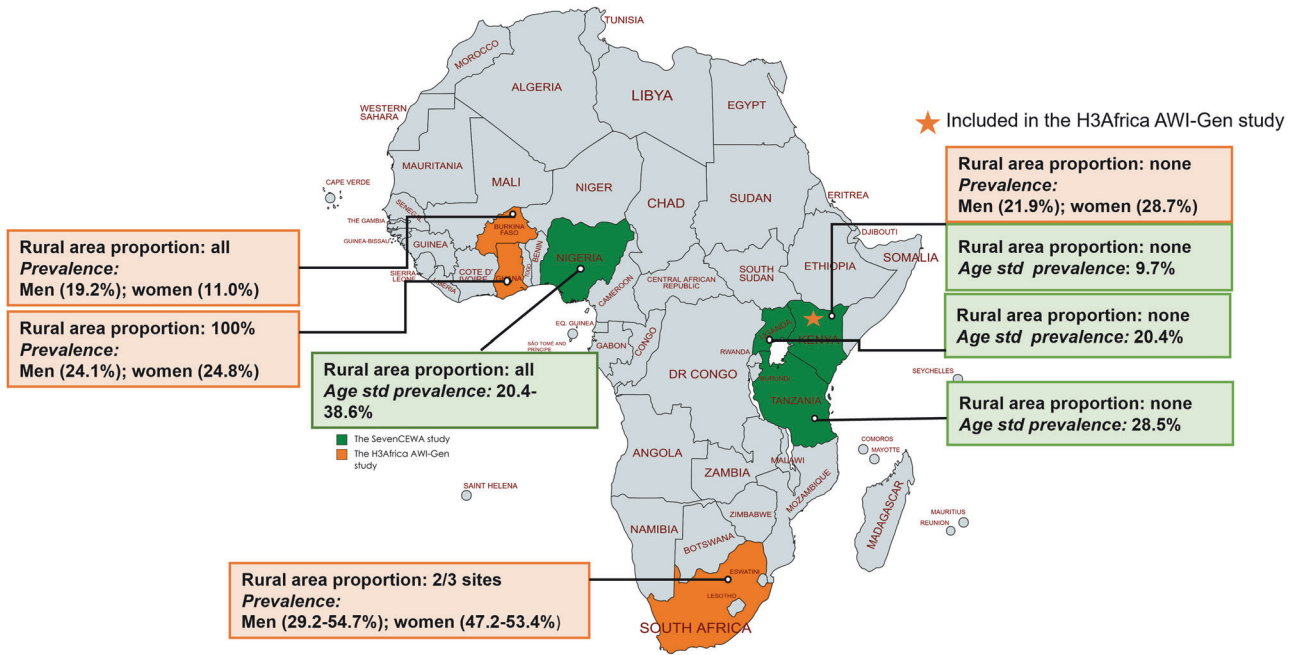 TUNISIA
MOROCCO
ALGERIA
LIBYA
EGYPT
WESTERN
SAHARA
MAURITANIA
MALI
NIGER
CHAD
SUDAN
ERITREA
CAPE VERDE
SENEGAL
THE GAMBIA
GUINEA-BISSAU
GUINEA
SIERRA
LEONE
LIBERIA
COTE D'
IVOIRE
BURKINA
FASO
GHANA
TOGO
BENIN
NIGERIA
CAMEROON
CENTRAL AFRICAN
REPUBLIC
SOUTH
SUDAN
ETHIOPIA
DJIBOUTI
SOMALIA
EQ. GUINEA
SÃO TOMÉ AND
PRÍNCIPE
GABON
CONGO
DR CONGO
UGANDA
KENYA
RWANDA
BURUNDI
TANZANIA
SEYCHELLES
COMOROS
MAYOTTE
ANGOLA
ZAMBIA
MALAWI
MOZAMBIQUE
ZIMBABWE
SAINT HELENA
NAMIBIA
BOTSWANA
MADAGASCAR
MAURITIUS
REUNION
ESWATINI
LESOTHO
SOUTH AFRICA
Included in the H3Africa AWI-Gen study
Rural area proportion: none
Prevalence:
Men (21.9%); women (28.7%)
Rural area proportion: none
Age std prevalence: 9.7%
Rural area proportion: none
Age std prevalence: 20.4%
Rural area proportion: none
Age std prevalence: 28.5%
Rural area proportion: all
Prevalence:
Men (19.2%); women (11.0%)
Rural area proportion: 100%
Prevalence:
Men (24.1%); women (24.8%)
Rural area proportion: all
Age std prevalence: 20.4-
38.6%
The SevenCEWA study
The H3Africa AWI-Gen
study
Rural area proportion: 2/3 sites
Prevalence:
Men (29.2-54.7%); women (47.2-53.4%)